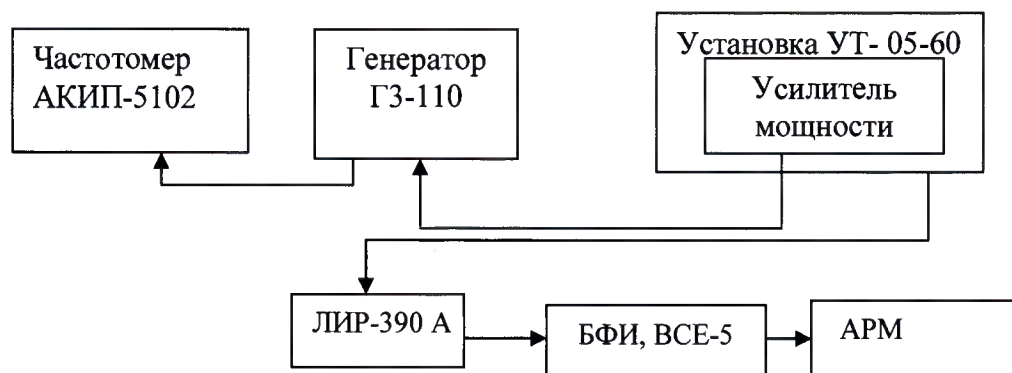 Частотомер
АКИП-5102
Генератор
Г3-110
Установка УТ- 05-60
Усилитель
мощности
ЛИР-390 А
БФИ, ВСЕ-5
АРМ